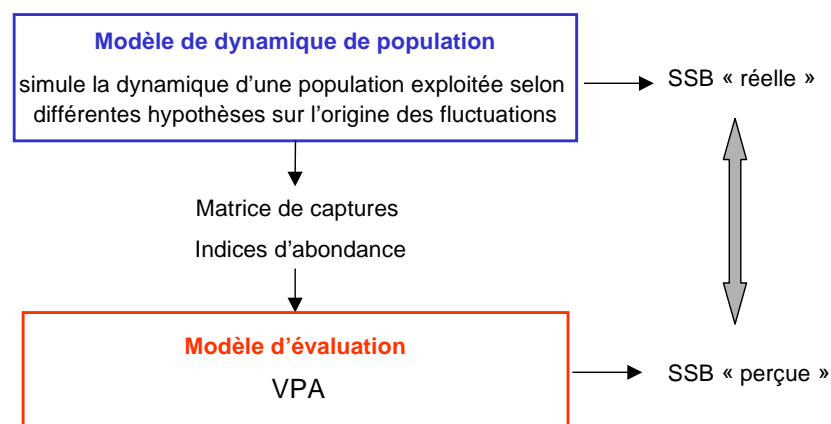 Modèle de dynamique de population
simule la dynamique d'une population exploitée selon
différentes hypothèses sur l'origine des fluctuations
SSB « réelle »
Matrice de captures
Indices d'abondance
Modèle d'évaluation
VPA
SSB « perçue »